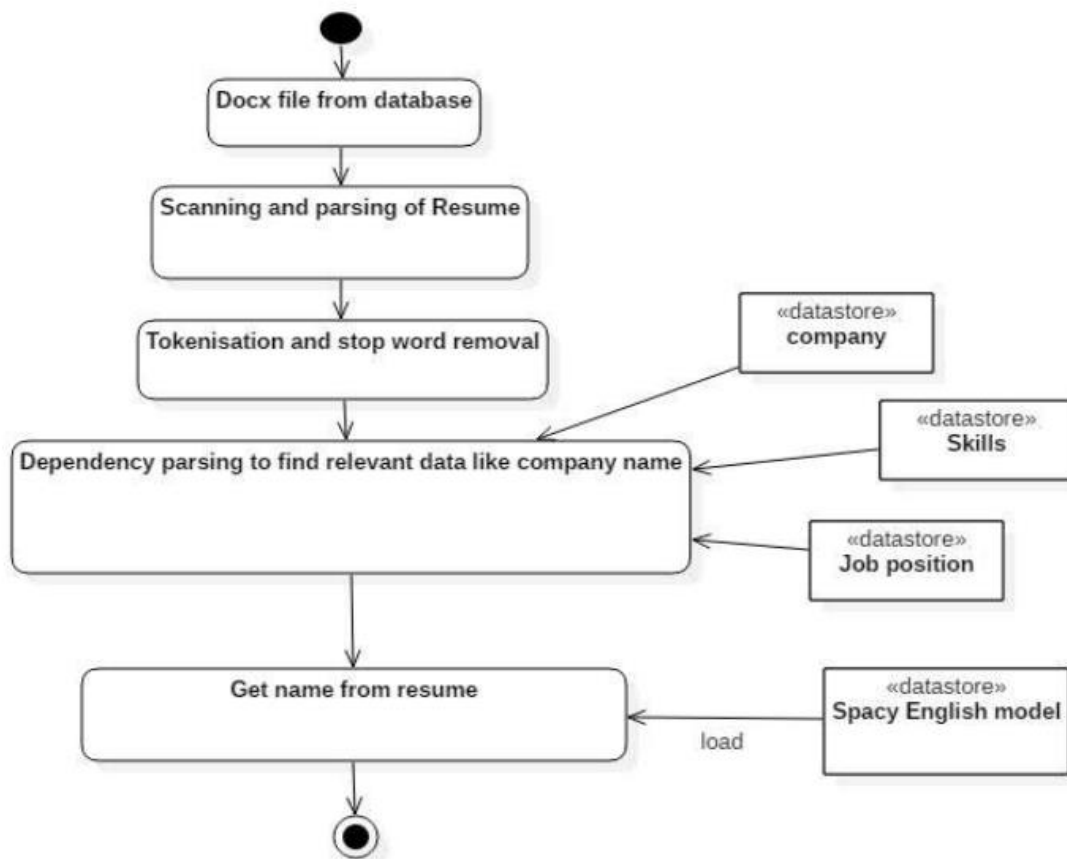 Docx file from database
Scanning and parsing of Resume
Tokenisation and stop word removal
«datastore»
company
«datastore»
Skills
Dependency parsing to find relevant data like company name
«datastore»
Job position
Get name from resume
«datastore»
Spacy English model
load